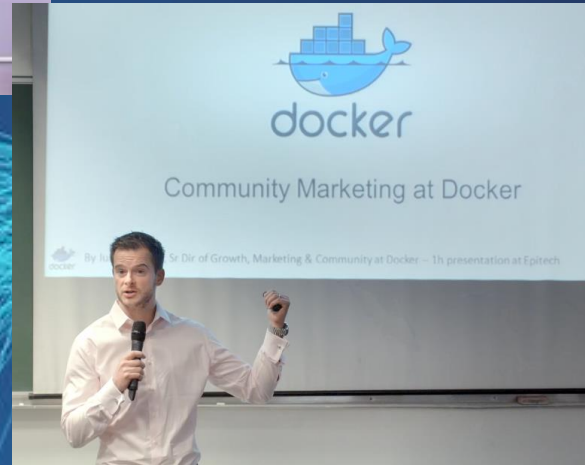 docker
Community Marketing at Docker
docker
By Ju Sr Dir of Growth, Marketing & Community at Docker – 1h presentation at Epitech